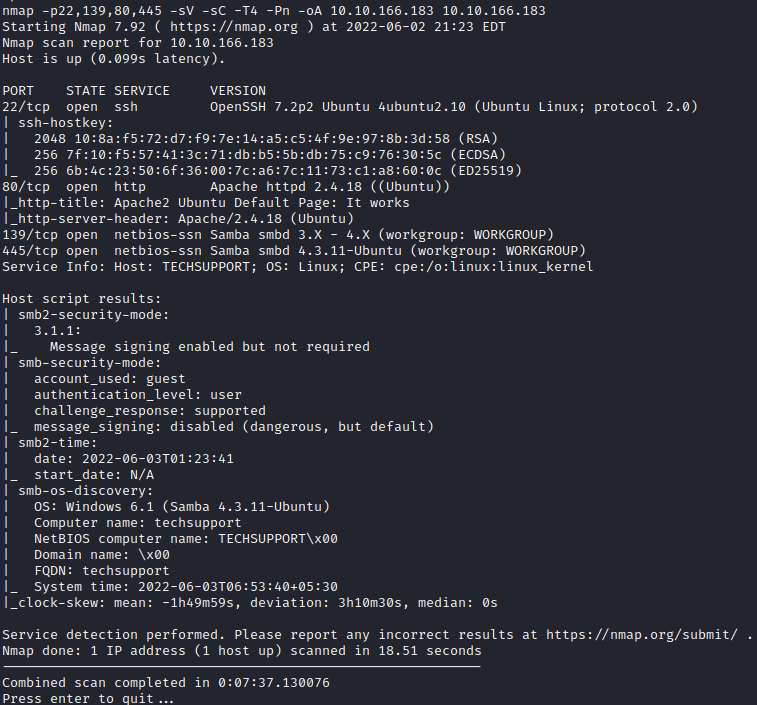 nmap -p22,139,80,445 -sV -sC -T4 -Pn -oA 10.10.166.183 10.10.166.183
Starting Nmap 7.92 ( https://nmap.org ) at 2022-06-02 21:23 EDT
Nmap scan report for 10.10.166.183
Host is up (0.099s latency).

PORT    STATE SERVICE     VERSION
22/tcp  open  ssh         OpenSSH 7.2p2 Ubuntu 4ubuntu2.10 (Ubuntu Linux; protocol 2.0)
| ssh-hostkey:
|   2048 10:8a:f5:72:d7:f9:7e:14:a5:c5:4f:9e:97:8b:3d:58 (RSA)
|   256 7f:10:f5:57:41:3c:71:db:b5:5b:db:75:c9:76:30:5c (ECDSA)
|_  256 6b:4c:23:50:6f:36:00:7c:a6:7c:11:73:c1:a8:60:0c (ED25519)
80/tcp  open  http        Apache httpd 2.4.18 ((Ubuntu))
|_http-title: Apache2 Ubuntu Default Page: It works
|_http-server-header: Apache/2.4.18 (Ubuntu)
139/tcp open  netbios-ssn Samba smbd 3.X - 4.X (workgroup: WORKGROUP)
445/tcp open  netbios-ssn Samba smbd 4.3.11-Ubuntu (workgroup: WORKGROUP)
Service Info: Host: TECHSUPPORT; OS: Linux; CPE: cpe:/o:linux:linux_kernel

Host script results:
| smb2-security-mode:
|   3.1.1:
|_    Message signing enabled but not required
| smb-security-mode:
|   account_used: guest
|   authentication_level: user
|   challenge_response: supported
|_  message_signing: disabled (dangerous, but default)
| smb2-time:
|   date: 2022-06-03T01:23:41
|_  start_date: N/A
| smb-os-discovery:
|   OS: Windows 6.1 (Samba 4.3.11-Ubuntu)
|   Computer name: techsupport
|   NetBIOS computer name: TECHSUPPORT\x00
|   Domain name: \x00
|   FQDN: techsupport
|_  System time: 2022-06-03T06:53:40+05:30
|_clock-skew: mean: -1h49m59s, deviation: 3h10m30s, median: 0s

Service detection performed. Please report any incorrect results at https://nmap.org/submit/ .
Nmap done: 1 IP address (1 host up) scanned in 18.51 seconds
------------------------------------------------------------
Combined scan completed in 0:07:37.130076
Press enter to quit...